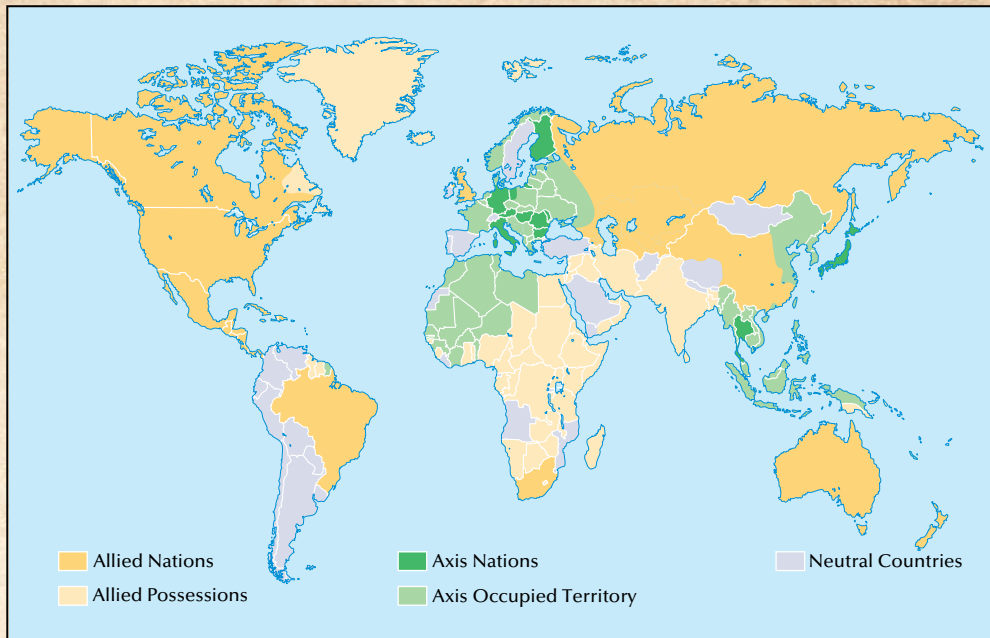 Allied Nations
Allied Possessions
Axis Nations
Axis Occupied Territory
Neutral Countries